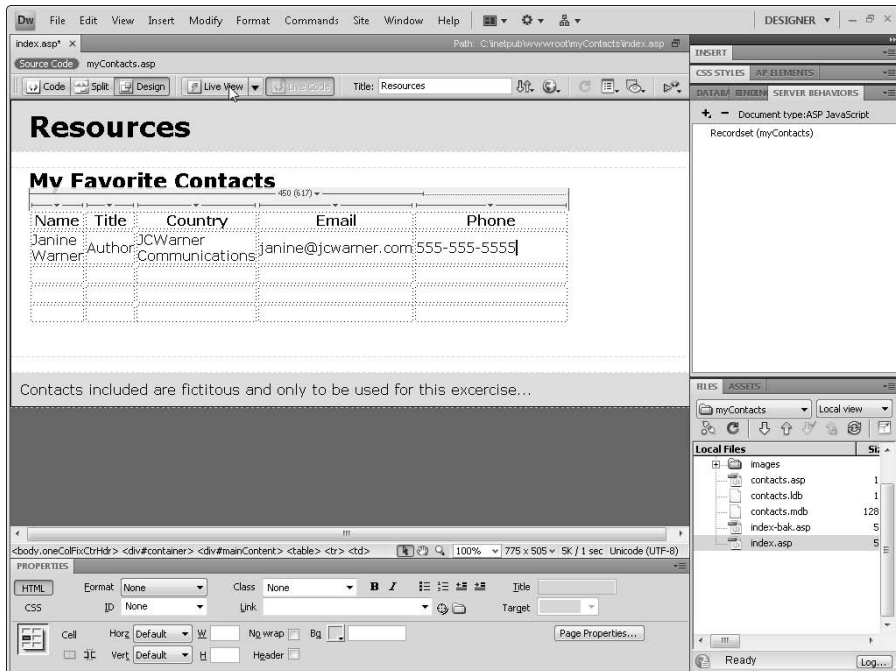 Dw File Edit View Insert Modify Format Commands Site Window Help DESIGNER
index.asp* × Path: C:\inetpub\wwwroot\myContacts\index.asp
Source Code myContacts.asp
Code Split Design Live View Live Code Title: Resources
Resources
My Favorite Contacts
450 (617)
Name Title Country Email Phone
Janine Warner Author JCWarner Communications janine@jcwarner.com 555-555-5555
Contacts included are fictitous and only to be used for this excercise...
<body.oneColFixCtrHdr> <div#container> <div#mainContent> <table> <tr> <td> 100% 775 x 505 5K / 1 sec Unicode (UTF-8)
PROPERTIES
HTML Format None Class None B I Title
CSS ID None Link Target
Cell Horz Default W No wrap Bg Page Properties...
Vert Default H Header
INSERT
CSS STYLES AP ELEMENTS
SERVER BEHAVIORS
Document type:ASP JavaScript
Recordset (myContacts)
FILES ASSETS
myContacts Local view
Local Files
images
contacts.asp 1
contacts.ldb 1
contacts.mdb 128
index-bak.asp 5
index.asp 5
Ready Log...